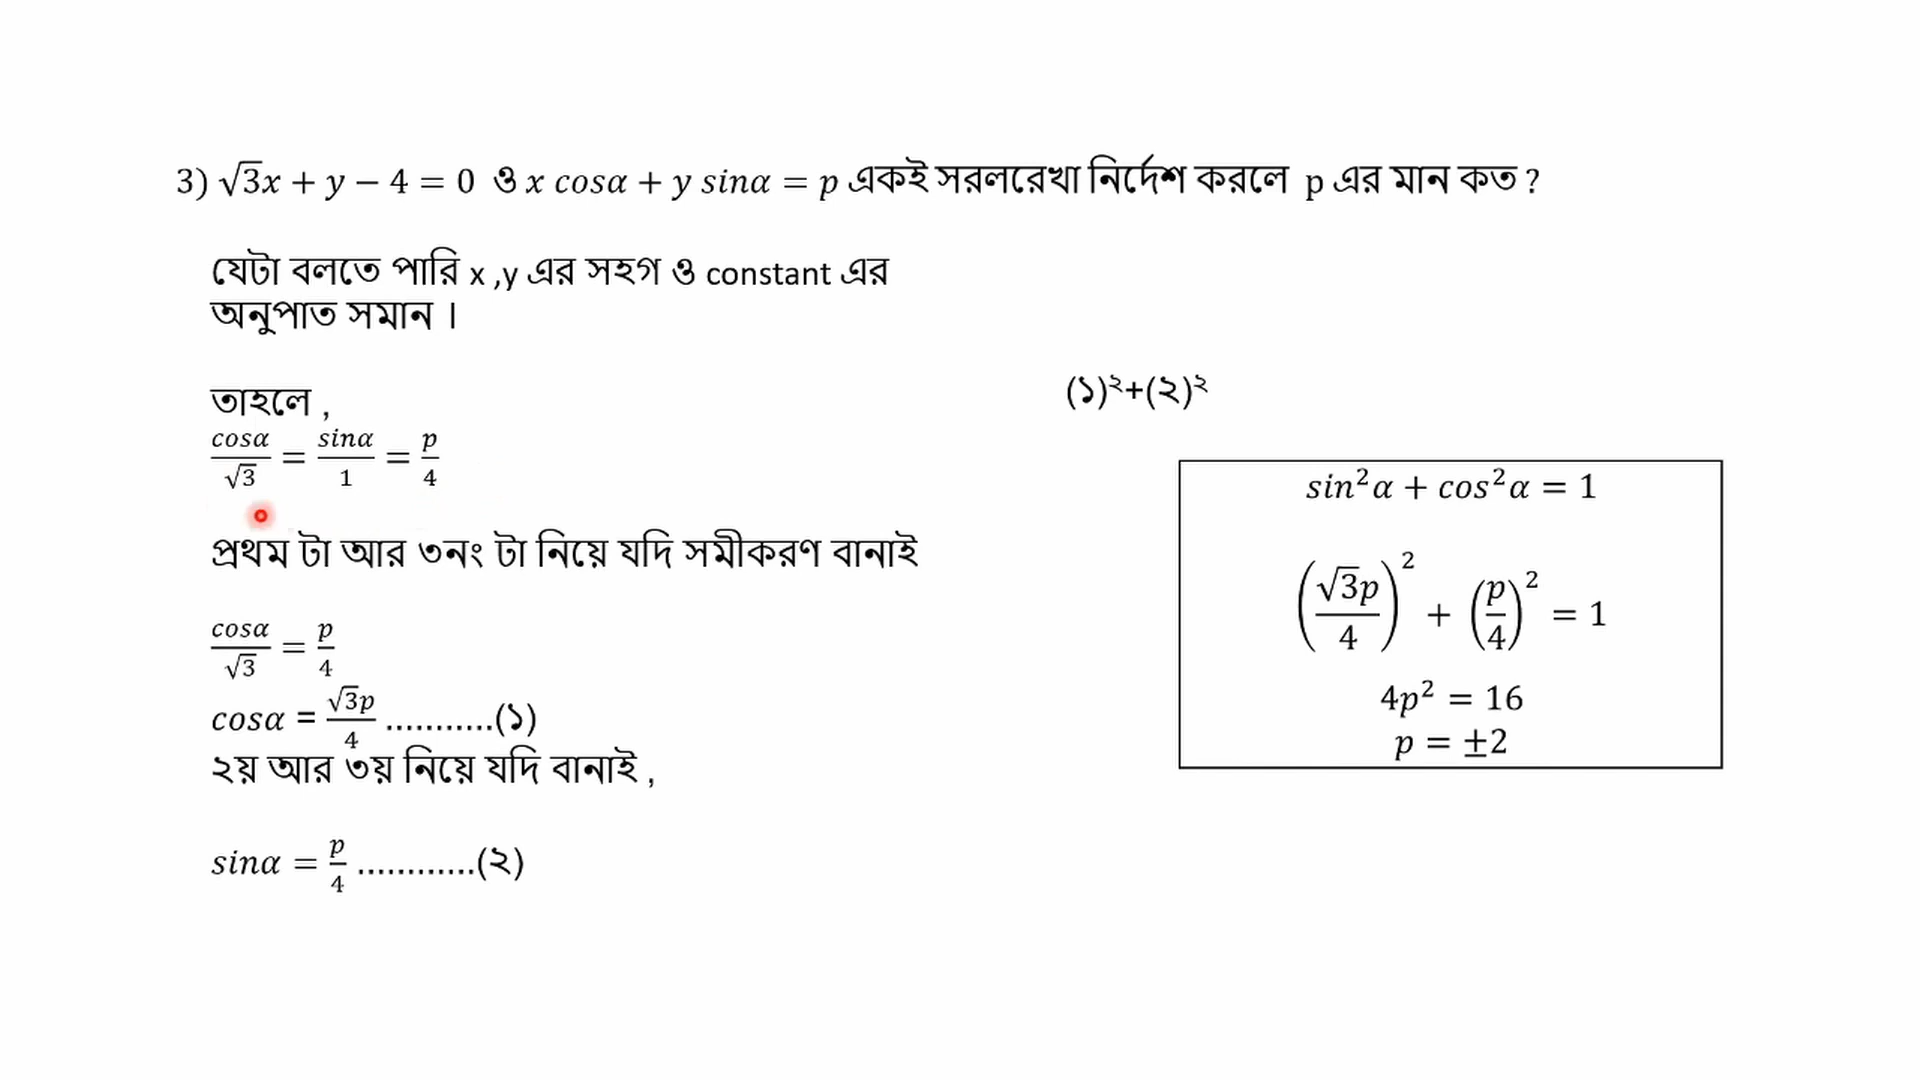 3) √3x + y − 4 = 0 ও x cosα + y sinα = p একই সরলরেখা নির্দেশ করলে p এর মান কত ?
যেটা বলতে পারি x ,y এর সহগ ও constant এর
অনুপাত সমান ।
তাহলে ,
cosα/√3 = sinα/1 = p/4
প্রথম টা আর ৩নং টা নিয়ে যদি সমীকরণ বানাই
cosα/√3 = p/4
cosα = √3p/4 ...........(১)
২য় আর ৩য় নিয়ে যদি বানাই ,
sinα = p/4 ............(২)
(১)²+(২)²
sin²α + cos²α = 1
(√3p/4)² + (p/4)² = 1
4p² = 16
p = ±2